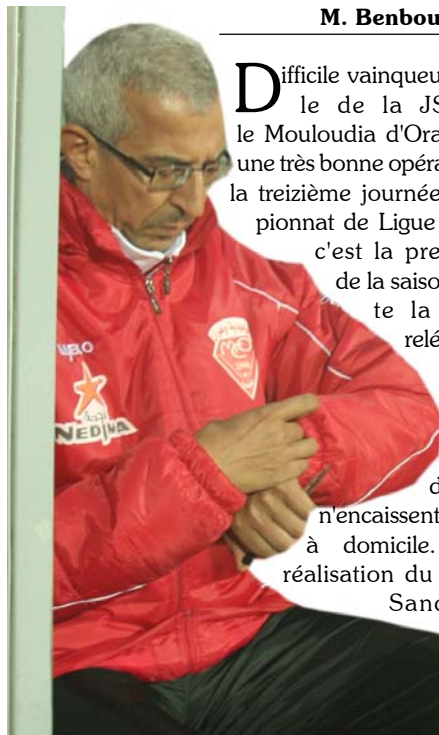 M. Benbou
Difficile vainqueu
le de la JS
le Mouloudia d'Ora
une très bonne opéra
la treizième journée
pionnat de Ligue
c'est la pre
de la saiso
te la
relé
NEDJMA
d
n'encaissent
à domicile.
réalisation du
Sand